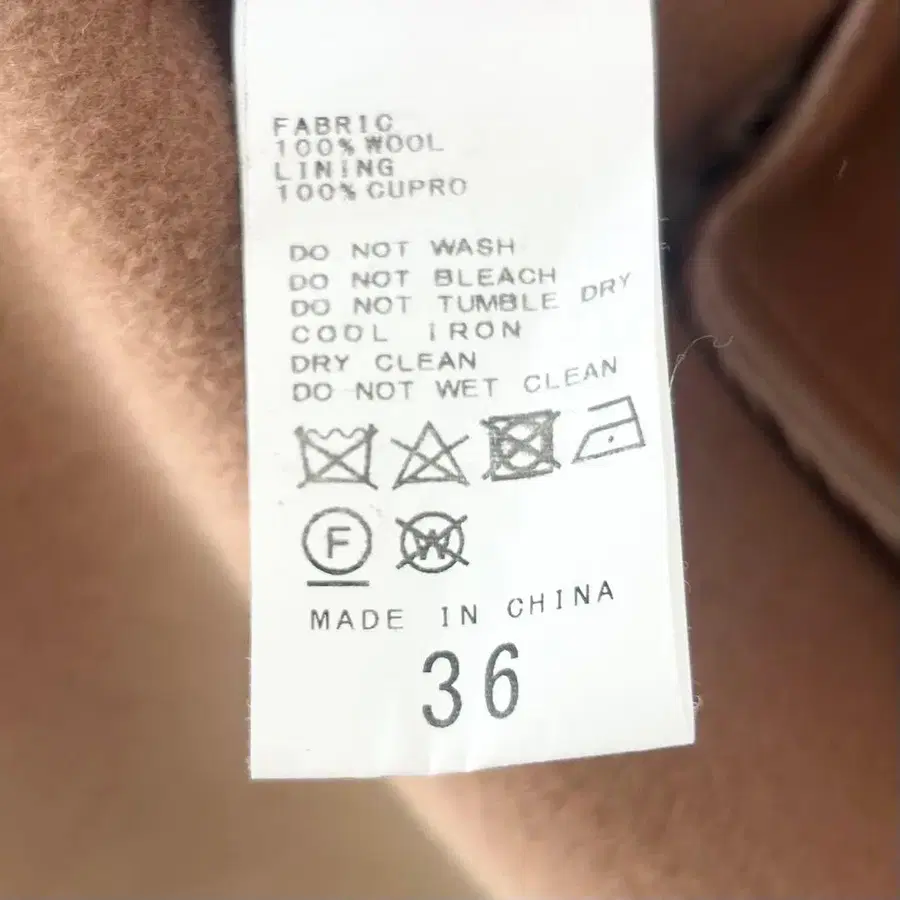 FABRIC
100% WOOL
LINING
100% CUPRO
DO NOT WASH
DO NOT BLEACH
DO NOT TUMBLE DRY
COOL IRON
DRY CLEAN
DO NOT WET CLEAN
F W
MADE IN CHINA
36